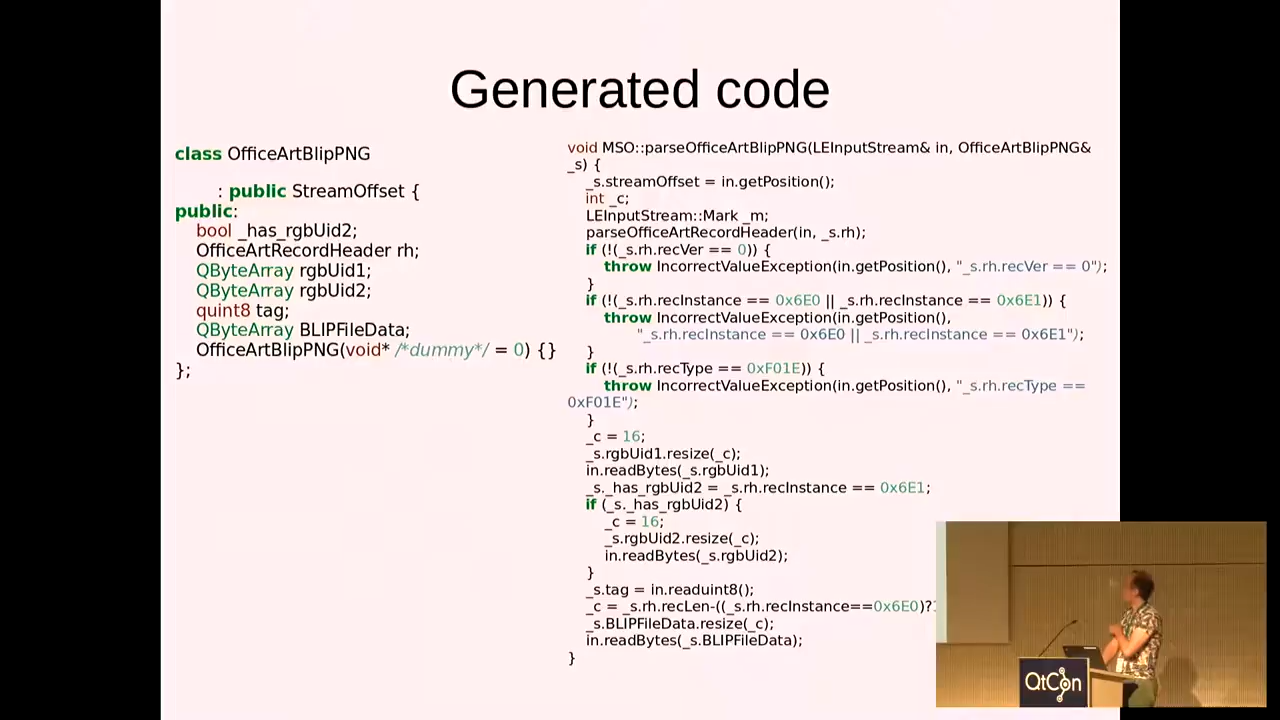 Generated code
class OfficeArtBlipPNG
: public StreamOffset {
public:
bool _has_rgbUid2;
OfficeArtRecordHeader rh;
QByteArray rgbUid1;
QByteArray rgbUid2;
quint8 tag;
QByteArray BLIPFileData;
OfficeArtBlipPNG(void* /*dummy*/ = 0) {}
};
void MSO::parseOfficeArtBlipPNG(LEInputStream& in, OfficeArtBlipPNG&
_s) {
_s.streamOffset = in.getPosition();
int _c;
LEInputStream::Mark _m;
parseOfficeArtRecordHeader(in, _s.rh);
if (!(_s.rh.recVer == 0)) {
throw IncorrectValueException(in.getPosition(), "_s.rh.recVer == 0");
}
if (!(_s.rh.recInstance == 0x6E0 || _s.rh.recInstance == 0x6E1)) {
throw IncorrectValueException(in.getPosition(),
"_s.rh.recInstance == 0x6E0 || _s.rh.recInstance == 0x6E1");
}
if (!(_s.rh.recType == 0xF01E)) {
throw IncorrectValueException(in.getPosition(), "_s.rh.recType ==
0xF01E");
}
_c = 16;
_s.rgbUid1.resize(_c);
in.readBytes(_s.rgbUid1);
_s._has_rgbUid2 = _s.rh.recInstance == 0x6E1;
if (_s._has_rgbUid2) {
_c = 16;
_s.rgbUid2.resize(_c);
in.readBytes(_s.rgbUid2);
}
_s.tag = in.readuint8();
_c = _s.rh.recLen-((_s.rh.recInstance==0x6E0)?
_s.BLIPFileData.resize(_c);
in.readBytes(_s.BLIPFileData);
}
QtCon